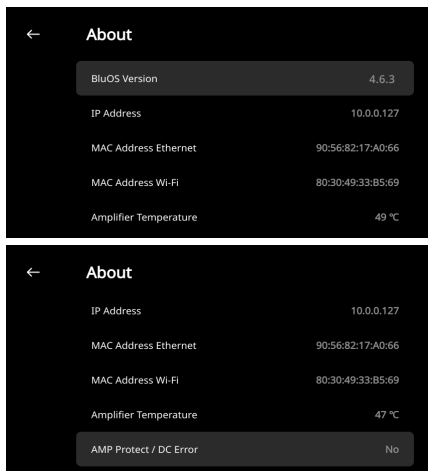 ← About
BluOS Version 4.6.3
IP Address 10.0.0.127
MAC Address Ethernet 90:56:82:17:A0:66
MAC Address Wi-Fi 80:30:49:33:B5:69
Amplifier Temperature 49 ℃
← About
IP Address 10.0.0.127
MAC Address Ethernet 90:56:82:17:A0:66
MAC Address Wi-Fi 80:30:49:33:B5:69
Amplifier Temperature 47 ℃
AMP Protect / DC Error No